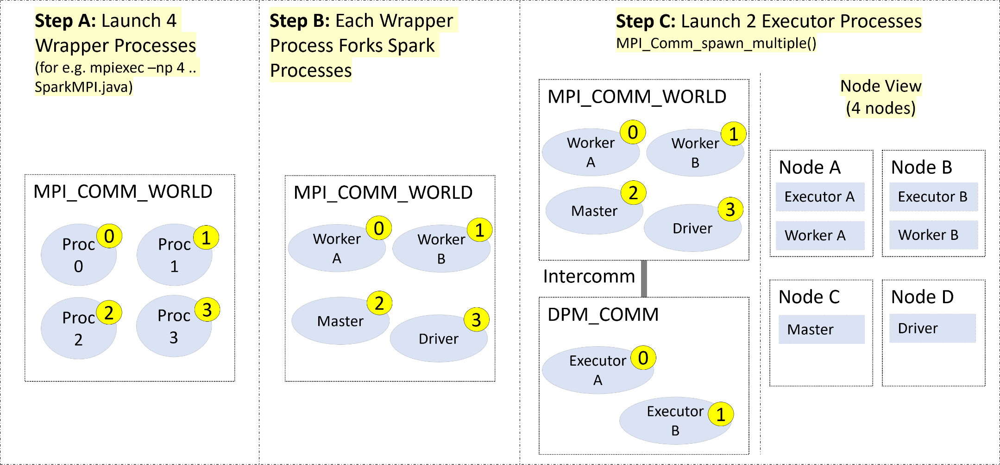 Step A: Launch 4
Wrapper Processes
(for e.g. mpiexec –np 4 ..
SparkMPI.java)
MPI_COMM_WORLD
Proc
0
0
Proc
1
1
Proc
2
2
Proc
3
3
Step B: Each Wrapper
Process Forks Spark
Processes
MPI_COMM_WORLD
Worker
A
0
Worker
B
1
Master
2
Driver
3
Step C: Launch 2 Executor Processes
MPI_Comm_spawn_multiple()
MPI_COMM_WORLD
Worker
A
0
Worker
B
1
Master
2
Driver
3
Intercomm
DPM_COMM
Executor
A
0
Executor
B
1
Node View
(4 nodes)
Node A
Executor A
Worker A
Node B
Executor B
Worker B
Node C
Master
Node D
Driver